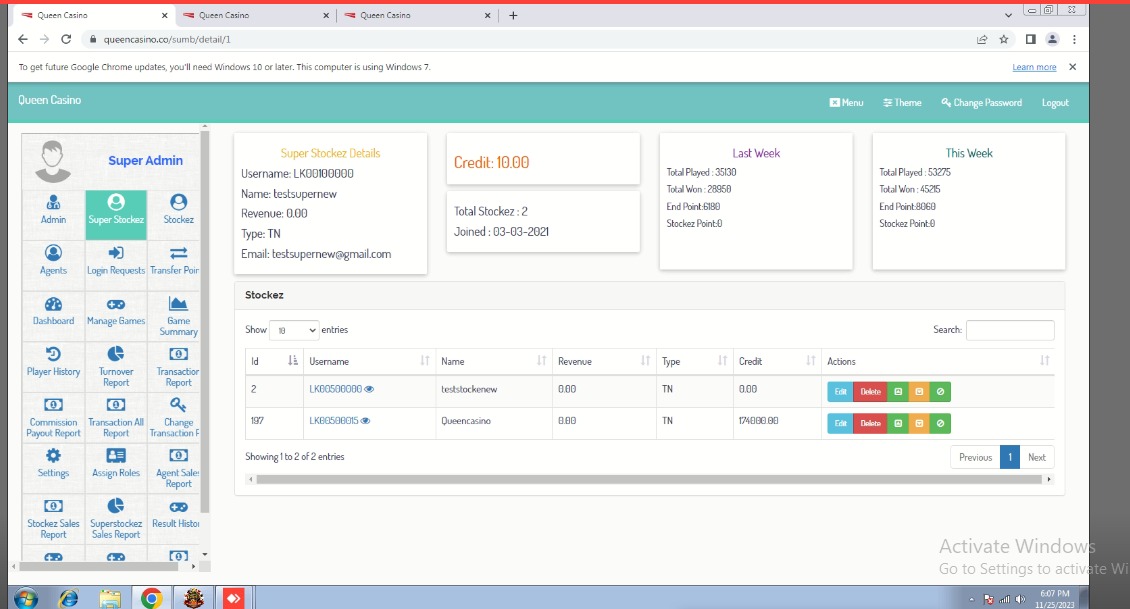 Queen Casino
Queen Casino
Queen Casino
queencasino.co/sumb/detail/1
To get future Google Chrome updates, you'll need Windows 10 or later. This computer is using Windows 7.
Learn more
Queen Casino
Menu
Theme
Change Password
Logout
Super Admin
Admin
Super Stockez
Stockez
Agents
Login Requests
Transfer Poin
Dashboard
Manage Games
Game
Summary
Player History
Turnover
Report
Transaction
Report
Commission
Payout Report
Transaction All
Report
Change
Transaction P
Settings
Assign Roles
Agent Sales
Report
Stockez Sales
Report
Superstockez
Sales Report
Result Histor
Super Stockez Details
Username: LK00100000
Name: testsupernew
Revenue: 0.00
Type: TN
Email: testsupernew@gmail.com
Credit: 10.00
Total Stockez : 2
Joined : 03-03-2021
Last Week
Total Played : 35130
Total Won : 28950
End Point:6180
Stockez Point:0
This Week
Total Played : 53275
Total Won : 45215
End Point:8060
Stockez Point:0
Stockez
Show 10 entries
Search:
Id Username Name Revenue Type Credit Actions
2 LK00500000 teststockenew 0.00 TN 0.00 Edit Delete
197 LK00500015 Queencasino 0.00 TN 174000.00 Edit Delete
Showing 1 to 2 of 2 entries
Previous 1 Next
Activate Windows
Go to Settings to activate Wi
6:07 PM
11/25/2023